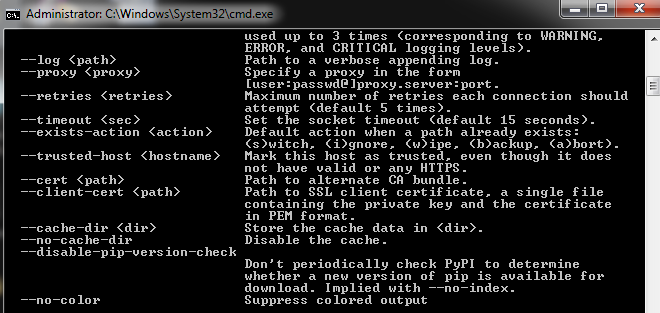 Administrator: C:\Windows\System32\cmd.exe
used up to 3 times (corresponding to WARNING,
ERROR, and CRITICAL logging levels).
--log <path> Path to a verbose appending log.
--proxy <proxy> Specify a proxy in the form
[user:passwd@]proxy.server:port.
--retries <retries> Maximum number of retries each connection should
attempt (default 5 times).
--timeout <sec> Set the socket timeout (default 15 seconds).
--exists-action <action> Default action when a path already exists:
(s)witch, (i)gnore, (w)ipe, (b)ackup, (a)bort).
--trusted-host <hostname> Mark this host as trusted, even though it does
not have valid or any HTTPS.
--cert <path> Path to alternate CA bundle.
--client-cert <path> Path to SSL client certificate, a single file
containing the private key and the certificate
in PEM format.
--cache-dir <dir> Store the cache data in <dir>.
--no-cache-dir Disable the cache.
--disable-pip-version-check
Don't periodically check PyPI to determine
whether a new version of pip is available for
download. Implied with --no-index.
--no-color Suppress colored output